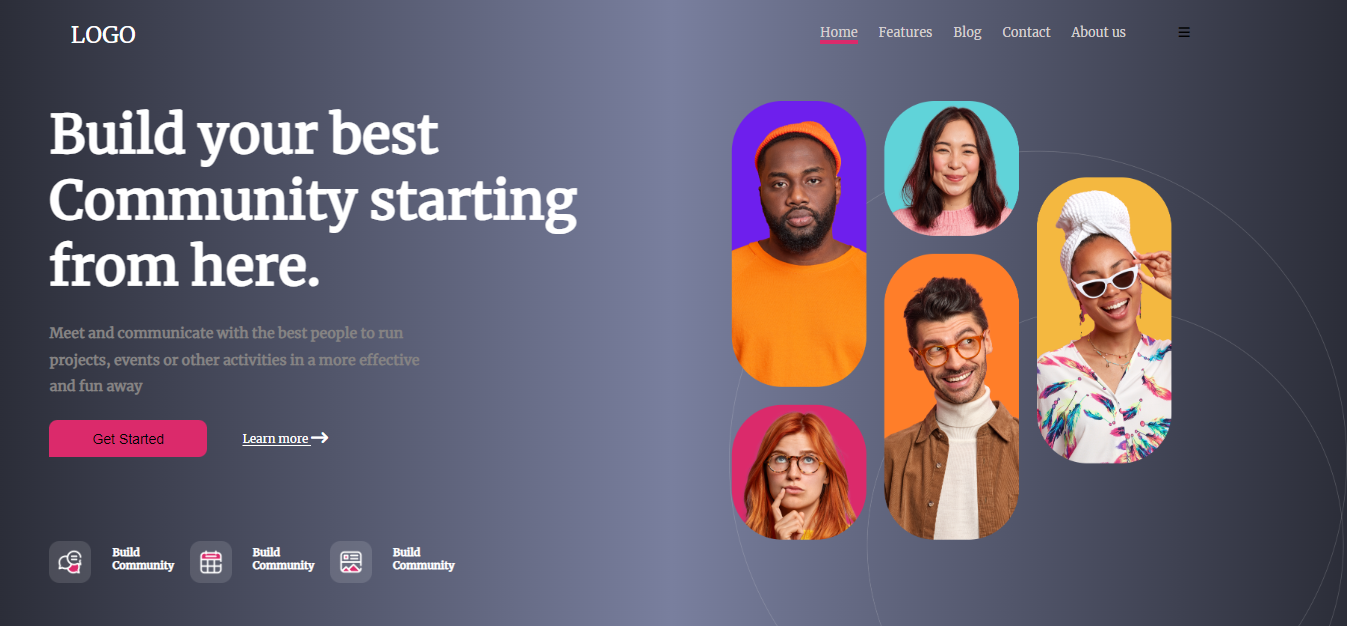 LOGO
Home Features Blog Contact About us
Build your best
Community starting
from here.
Meet and communicate with the best people to run
projects, events or other activities in a more effective
and fun away
Get Started
Learn more
Build
Community
Build
Community
Build
Community